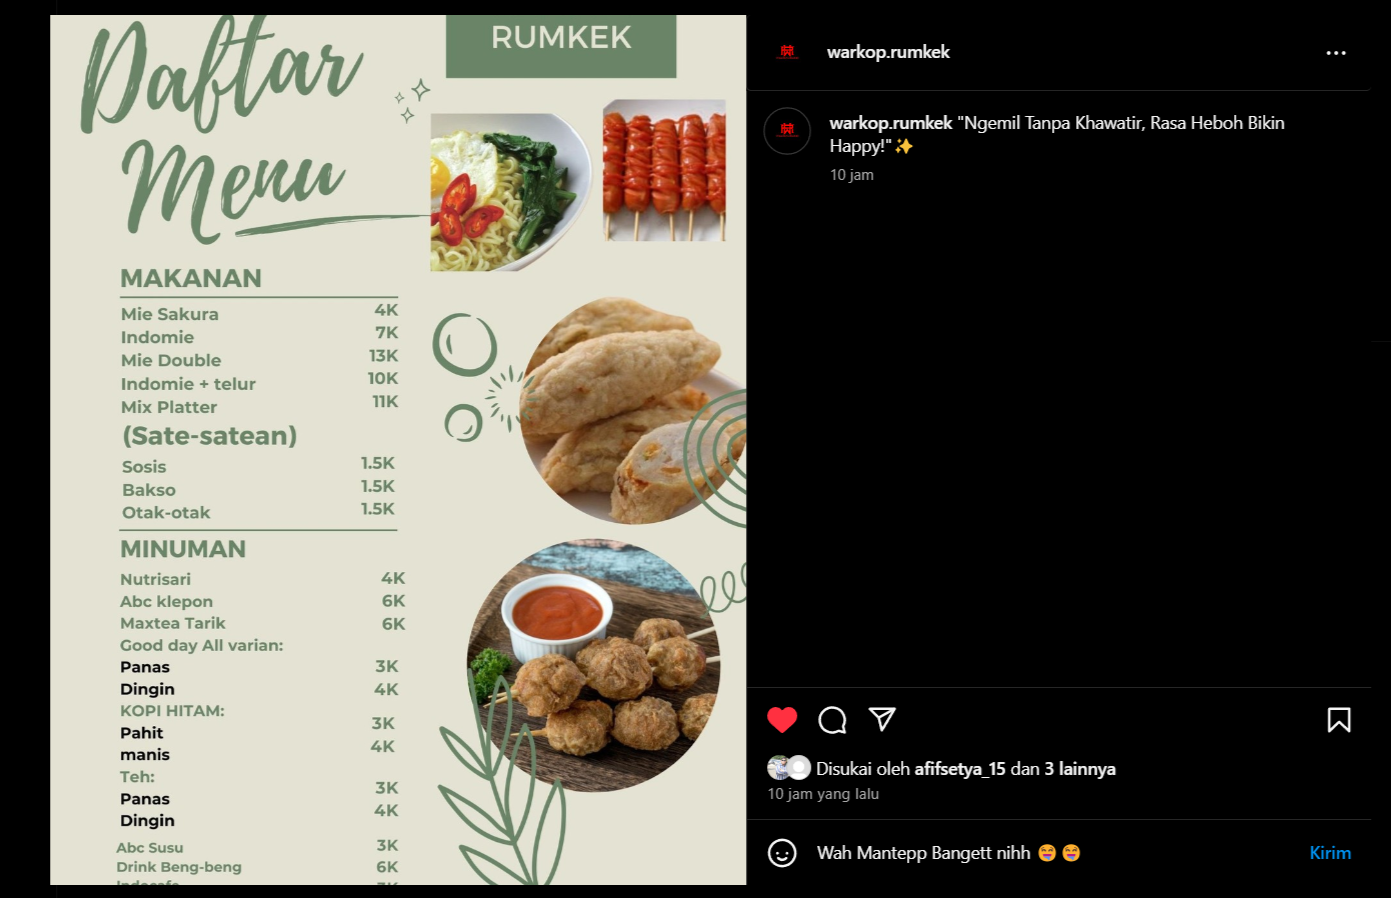 Daftar
Menu
RUMKEK
MAKANAN
Mie Sakura 4K
Indomie 7K
Mie Double 13K
Indomie + telur 10K
Mix Platter 11K
(Sate-satean)
Sosis 1.5K
Bakso 1.5K
Otak-otak 1.5K
MINUMAN
Nutrisari 4K
Abc klepon 6K
Maxtea Tarik 6K
Good day All varian:
Panas 3K
Dingin 4K
KOPI HITAM:
Pahit 3K
manis 4K
Teh:
Panas 3K
Dingin 4K
Abc Susu 3K
Drink Beng-beng 6K
warkop.rumkek
warkop.rumkek "Ngemil Tanpa Khawatir, Rasa Heboh Bikin
Happy!"✨
10 jam
Disukai oleh afifsetya_15 dan 3 lainnya
10 jam yang lalu
Wah Mantepp Bangett nihh 😄😄 Kirim